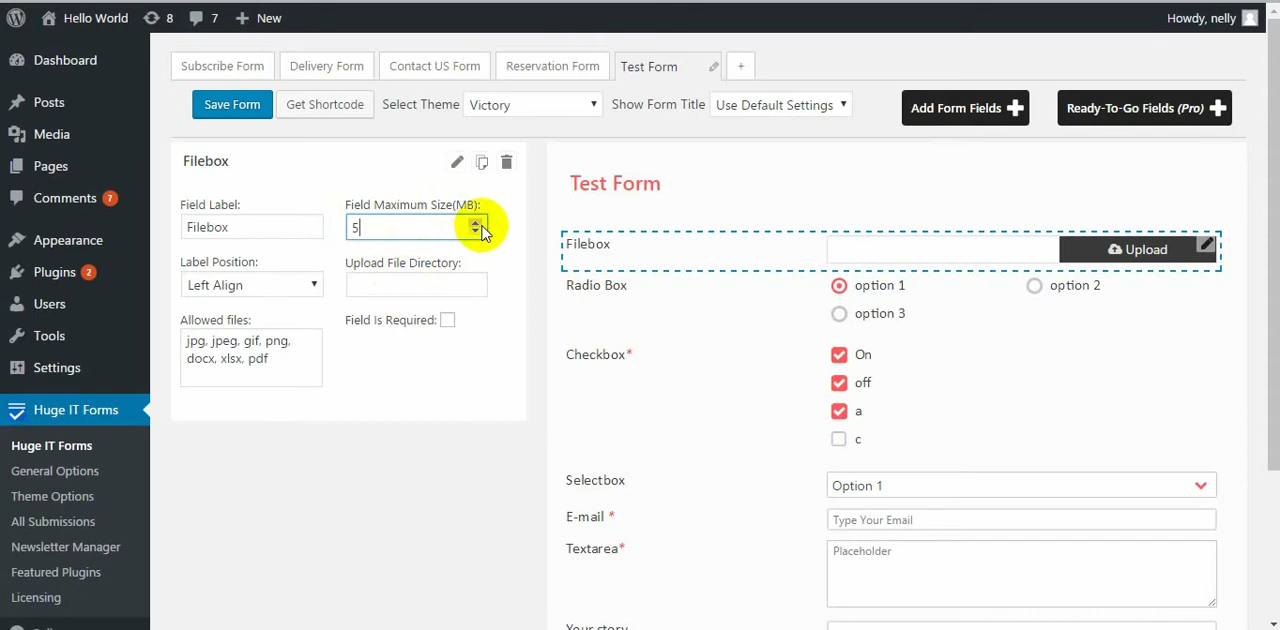 Hello World
8
7
New
Howdy, nelly
Dashboard
Posts
Media
Pages
Comments 7
Appearance
Plugins 2
Users
Tools
Settings
Huge IT Forms
Huge IT Forms
General Options
Theme Options
All Submissions
Newsletter Manager
Featured Plugins
Licensing
Subscribe Form
Delivery Form
Contact US Form
Reservation Form
Test Form
+
Save Form
Get Shortcode
Select Theme
Victory
Show Form Title
Use Default Settings
Add Form Fields
Ready-To-Go Fields (Pro)
Filebox
Field Label:
Filebox
Field Maximum Size(MB):
5
Label Position:
Left Align
Upload File Directory:
Allowed files:
jpg, jpeg, gif, png,
docx, xlsx, pdf
Field Is Required:
Test Form
Filebox
Upload
Radio Box
option 1
option 2
option 3
Checkbox*
On
off
a
c
Selectbox
Option 1
E-mail *
Type Your Email
Textarea*
Placeholder
Your story